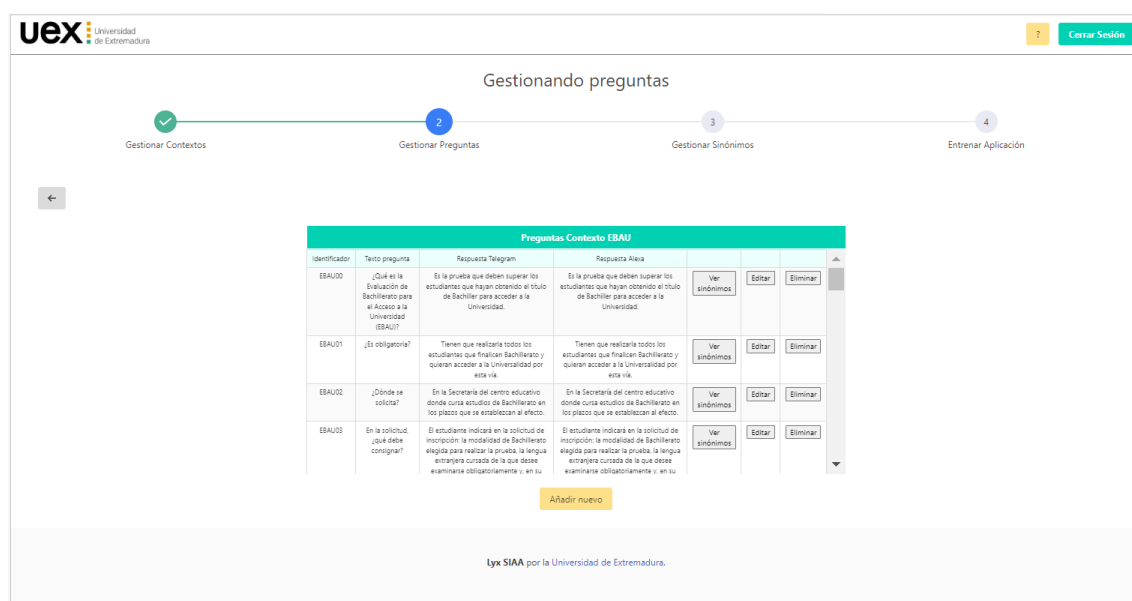 uex Universidad
de Extremadura
? Cerrar Sesión
Gestionando preguntas
2 3 4
Gestionar Contextos Gestionar Preguntas Gestionar Sinónimos Entrenar Aplicación
Preguntas Contexto EBAU
Identificador Texto pregunta Respuesta Telegram Respuesta Alexa
EBAU00
¿Qué es la
Evaluación de
Bachillerato para
el Acceso a la
Universidad
(EBAU)?
Es la prueba que deben superar los
estudiantes que hayan obtenido el título
de Bachiller para acceder a la
Universidad.
Es la prueba que deben superar los
estudiantes que hayan obtenido el título
de Bachiller para acceder a la
Universidad.
Ver
sinónimos
Editar
Eliminar
EBAU01
¿Es obligatoria?
Tienen que realizarla todos los
estudiantes que finalicen Bachillerato y
quieran acceder a la Universalidad por
esta vía.
Tienen que realizarla todos los
estudiantes que finalicen Bachillerato y
quieran acceder a la Universidad por
esta vía.
Ver
sinónimos
Editar
Eliminar
EBAU02
¿Dónde se
solicita?
En la Secretaría del centro educativo
donde cursa estudios de Bachillerato en
los plazos que se establezcan al efecto.
En la Secretaría del centro educativo
donde cursa estudios de Bachillerato en
los plazos que se establezcan al efecto.
Ver
sinónimos
Editar
Eliminar
EBAU03
En la solicitud,
¿qué debe
consignar?
El estudiante indicará en la solicitud de
inscripción: la modalidad de Bachillerato
elegida para realizar la prueba, la lengua
extranjera cursada de la que desee
examinarse obligatoriamente y, en su
El estudiante indicará en la solicitud de
inscripción: la modalidad de Bachillerato
elegida para realizar la prueba, la lengua
extranjera cursada de la que desee
examinarse obligatoriamente y, en su
Ver
sinónimos
Editar
Eliminar
Añadir nuevo
Lyx SIAA por la Universidad de Extremadura.